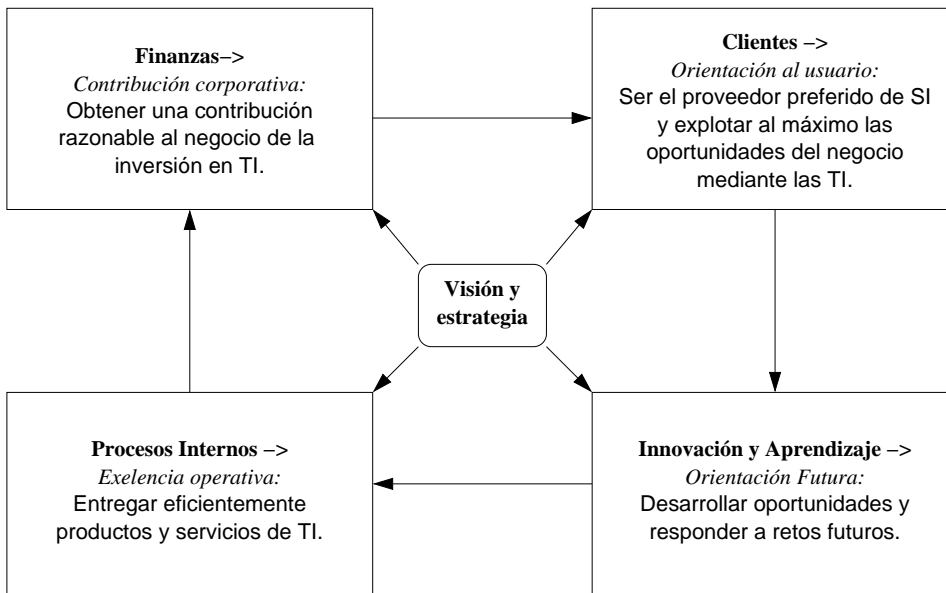 Finanzas–>
Contribución corporativa:
Obtener una contribución
razonable al negocio de la
inversión en TI.
Clientes –>
Orientación al usuario:
Ser el proveedor preferido de SI
y explotar al máximo las
oportunidades del negocio
mediante las TI.
Visión y
estrategia
Procesos Internos –>
Exelencia operativa:
Entregar eficientemente
productos y servicios de TI.
Innovación y Aprendizaje –>
Orientación Futura:
Desarrollar oportunidades y
responder a retos futuros.